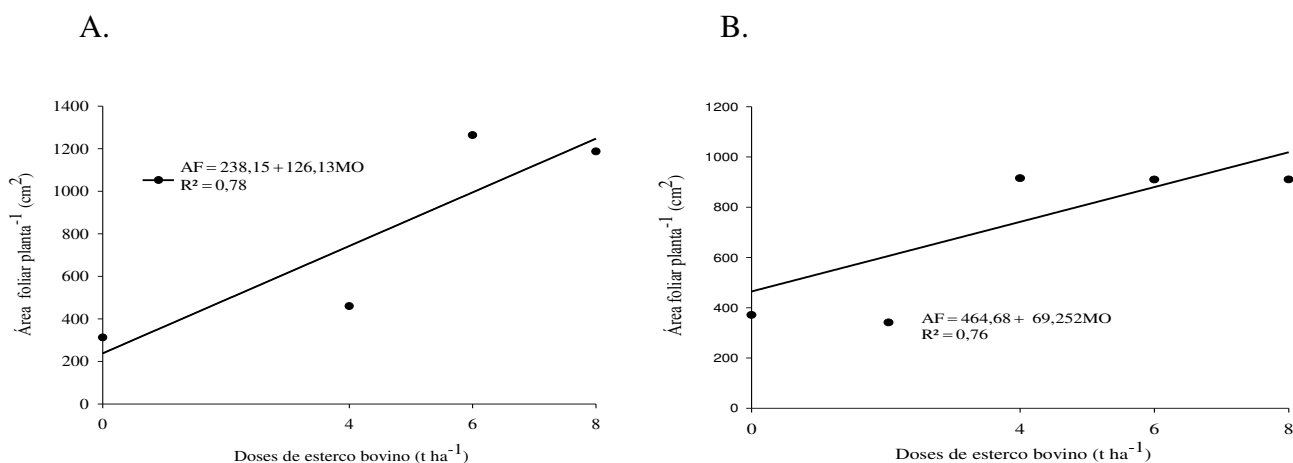 A.
1400
1200
1000
800
600
400
200
0
0 4 6 8
Área foliar planta⁻¹ (cm²)
AF = 238,15 + 126,13MO
R² = 0,78
Doses de esterco bovino (t ha⁻¹)
B.
1200
1000
800
600
400
200
0
0 2 4 6 8
Área foliar planta⁻¹ (cm²)
AF = 464,68 + 69,252MO
R² = 0,76
Doses de esterco bovino (t ha⁻¹)